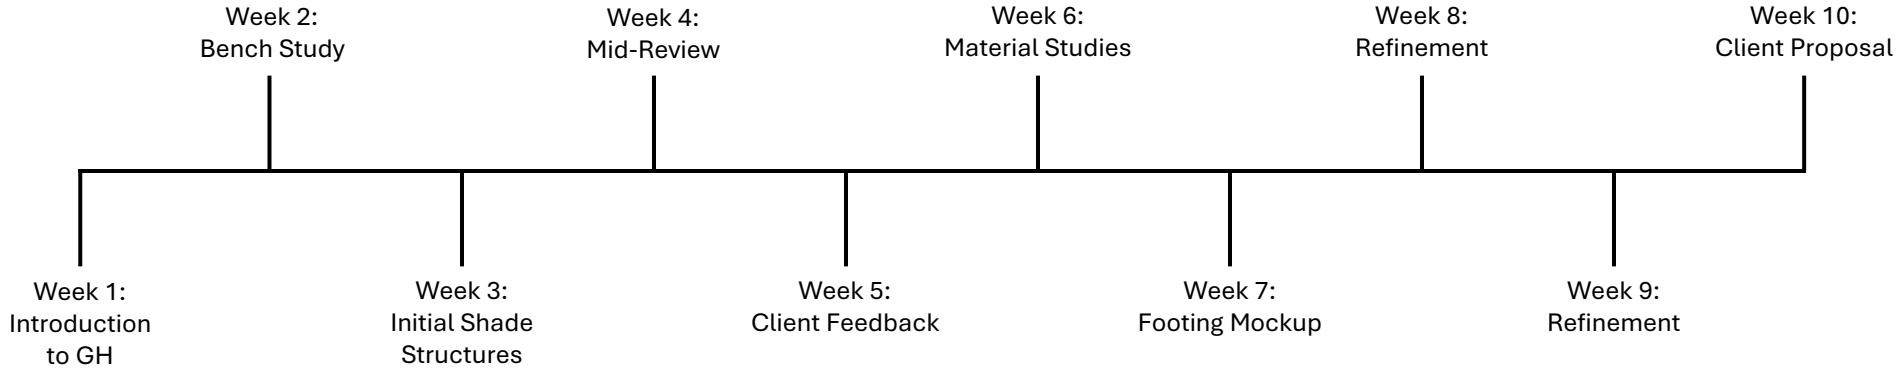 Week 2:
Bench Study
Week 4:
Mid-Review
Week 6:
Material Studies
Week 8:
Refinement
Week 10:
Client Proposal
Week 1:
Introduction
to GH
Week 3:
Initial Shade
Structures
Week 5:
Client Feedback
Week 7:
Footing Mockup
Week 9:
Refinement